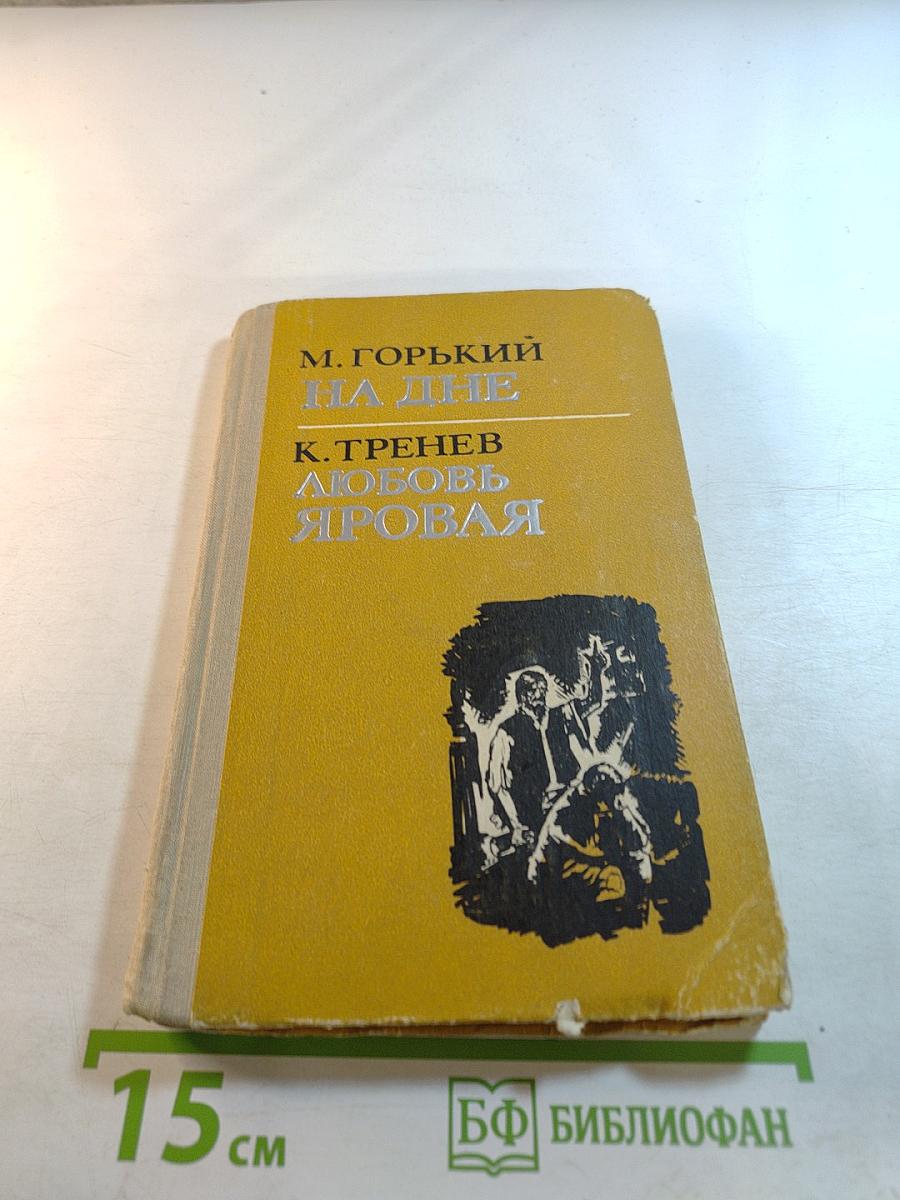 М. ГОРЬКИЙ
НА ДНЕ
К. ТРЕНЕВ
ЛЮБОВЬ
ЯРОВАЯ
15 см
БФ БИБЛИОФАН